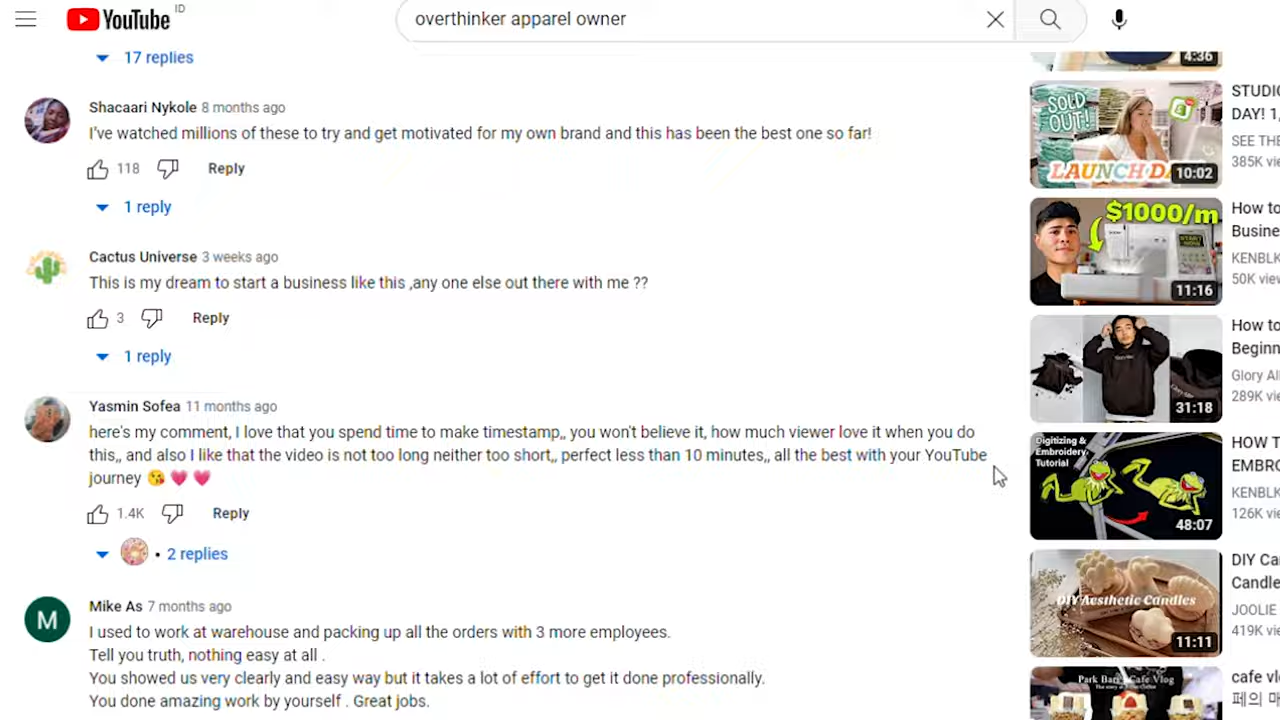 YouTube ID
overthinker apparel owner
17 replies
Shacaari Nykole 8 months ago
I've watched millions of these to try and get motivated for my own brand and this has been the best one so far!
118 Reply
1 reply
Cactus Universe 3 weeks ago
This is my dream to start a business like this ,any one else out there with me ??
3 Reply
1 reply
Yasmin Sofea 11 months ago
here's my comment, I love that you spend time to make timestamp,, you won't believe it, how much viewer love it when you do
this,, and also I like that the video is not too long neither too short,, perfect less than 10 minutes,, all the best with your YouTube
journey 😘 💗 💗
1.4K Reply
• 2 replies
M
Mike As 7 months ago
I used to work at warehouse and packing up all the orders with 3 more employees.
Tell you truth, nothing easy at all .
You showed us very clearly and easy way but it takes a lot of effort to get it done professionally.
You done amazing work by yourself . Great jobs.
4:36
SOLD
OUT!
LAUNCH DA
10:02
STUDIO
DAY! 1,
SEE THE
385K vie
$1000/m
11:16
How to
Busine
KENBLK
50K view
31:18
How to
Beginn
Glory All
289K vie
Digitizing &
Embroidery
Tutorial
48:07
HOW T
EMBRO
KENBLK
126K vie
DIY Aesthetic Candles
11:11
DIY Ca
Candle
JOOLIE
419K vie
Park Bari's Cafe Vlog
cafe vl
페의 매